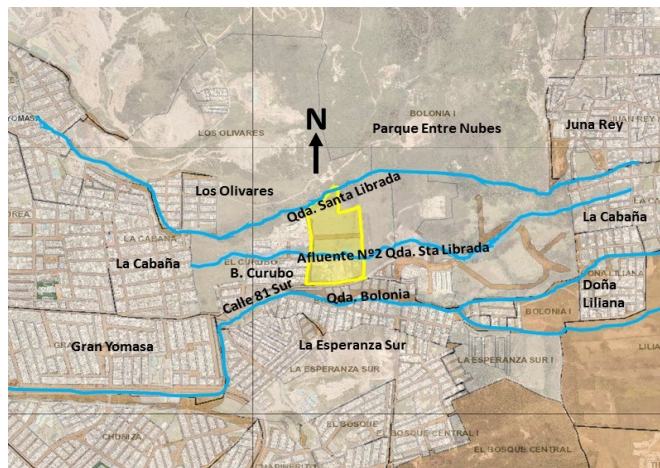 YOMASA
LOS OLIVARES
N
BOLONIA I
Parque Entre Nubes
Juna Rey
JUAN REY
Los Olivares
Qda. Santa Librada
LA CABAÑA
La Cabaña
EL CURUBO
B. Curubo
Afluente Nº2 Qda. Sta Librada
La Cabaña
Calle 81 Sur
Qda. Bolonia
DOÑA LILIANA
Doña
Liliana
BOLONIA I
Gran Yomasa
La Esperanza Sur
LA ESPERANZA SUR
LA ESPERANZA SUR I
EL BOSQUE
CHUNIZA
EL BOSQUE CENTRAL I
EL BOSQUE CENTRAL